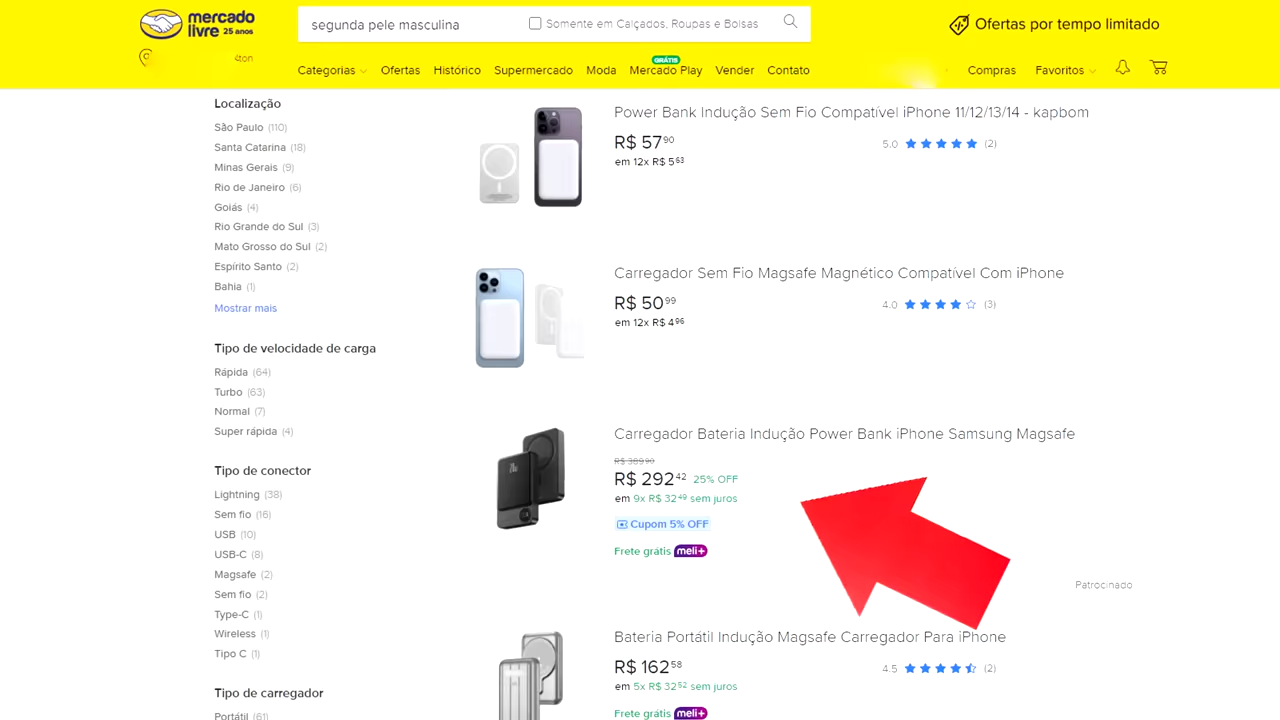 mercado
livre 25 anos
segunda pele masculina
Somente em Calçados, Roupas e Bolsas
Ofertas por tempo limitado
Categorias
Ofertas
Histórico
Supermercado
Moda
GRÁTIS
Mercado Play
Vender
Contato
Compras
Favoritos
Localização
São Paulo (110)
Santa Catarina (18)
Minas Gerais (9)
Rio de Janeiro (6)
Goiás (4)
Rio Grande do Sul (3)
Mato Grosso do Sul (2)
Espírito Santo (2)
Bahia (1)
Mostrar mais
Tipo de velocidade de carga
Rápida (64)
Turbo (63)
Normal (7)
Super rápida (4)
Tipo de conector
Lightning (38)
Sem fio (16)
USB (10)
USB-C (8)
Magsafe (2)
Sem fio (2)
Type-C (1)
Wireless (1)
Tipo C (1)
Tipo de carregador
Portátil (61)
Power Bank Indução Sem Fio Compatível iPhone 11/12/13/14 - kapbom
R$ 57 90
5.0 (2)
em 12x R$ 5 63
Carregador Sem Fio Magsafe Magnético Compatível Com iPhone
R$ 50 99
4.0 (3)
em 12x R$ 4 96
Carregador Bateria Indução Power Bank iPhone Samsung Magsafe
R$ 389 90
R$ 292 42 25% OFF
em 9x R$ 32 49 sem juros
Cupom 5% OFF
Frete grátis meli+
Patrocinado
Bateria Portátil Indução Magsafe Carregador Para iPhone
R$ 162 58
4.5 (2)
em 5x R$ 32 52 sem juros
Frete grátis meli+